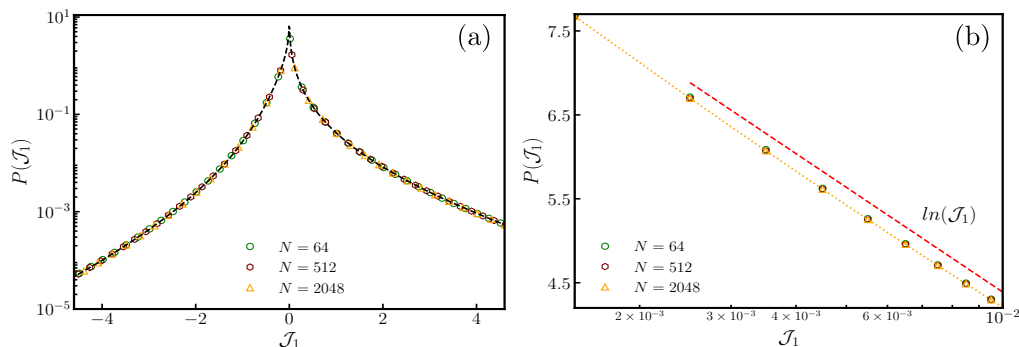 (a)
P(𝒥₁)
10¹
10⁻¹
10⁻³
10⁻⁵
N = 64
N = 512
N = 2048
−4 −2 0 2 4
𝒥₁
(b)
P(𝒥₁)
7.5
6.5
5.5
4.5
ln(𝒥₁)
N = 64
N = 512
N = 2048
2 × 10⁻³ 3 × 10⁻³ 4 × 10⁻³ 6 × 10⁻³ 10⁻²
𝒥₁